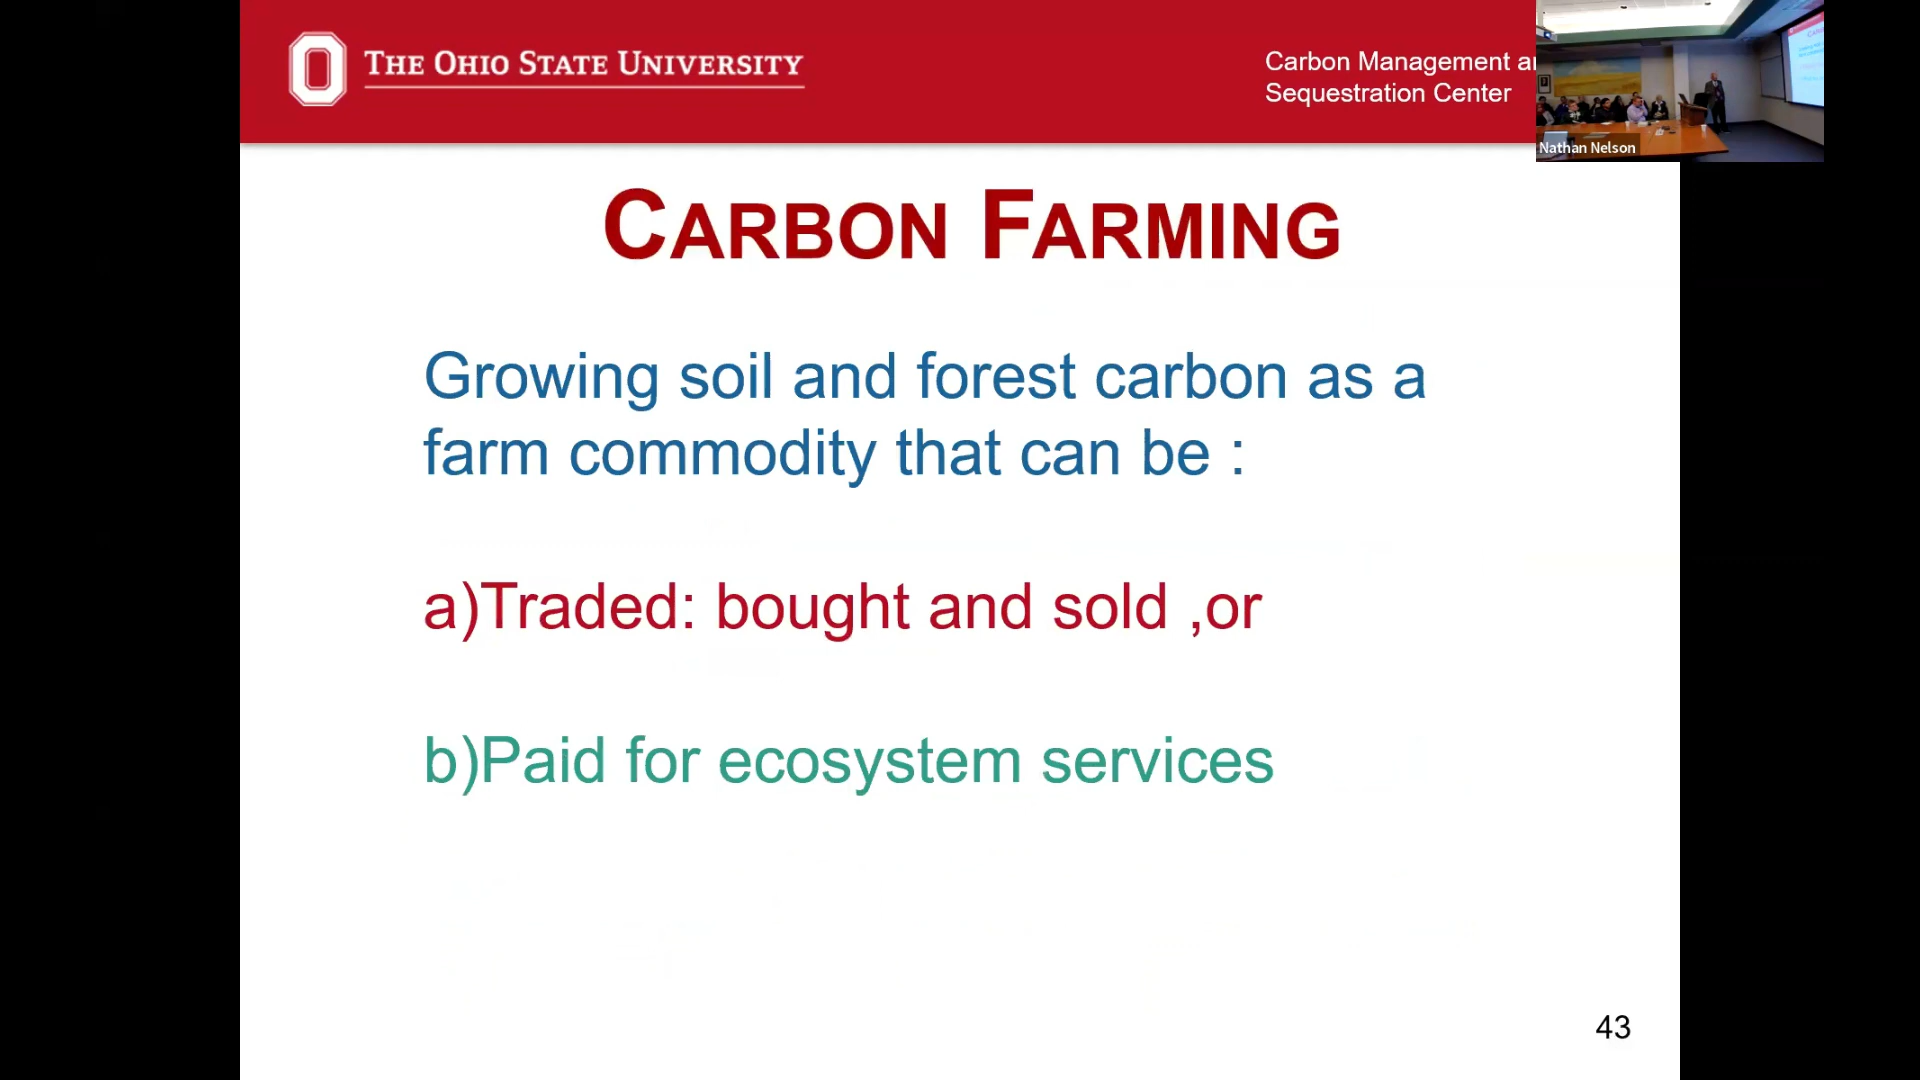 THE OHIO STATE UNIVERSITY
Carbon Management
Sequestration Center
Nathan Nelson
CARBON FARMING
Growing soil and forest carbon as a
farm commodity that can be :
a)Traded: bought and sold ,or
b)Paid for ecosystem services
43